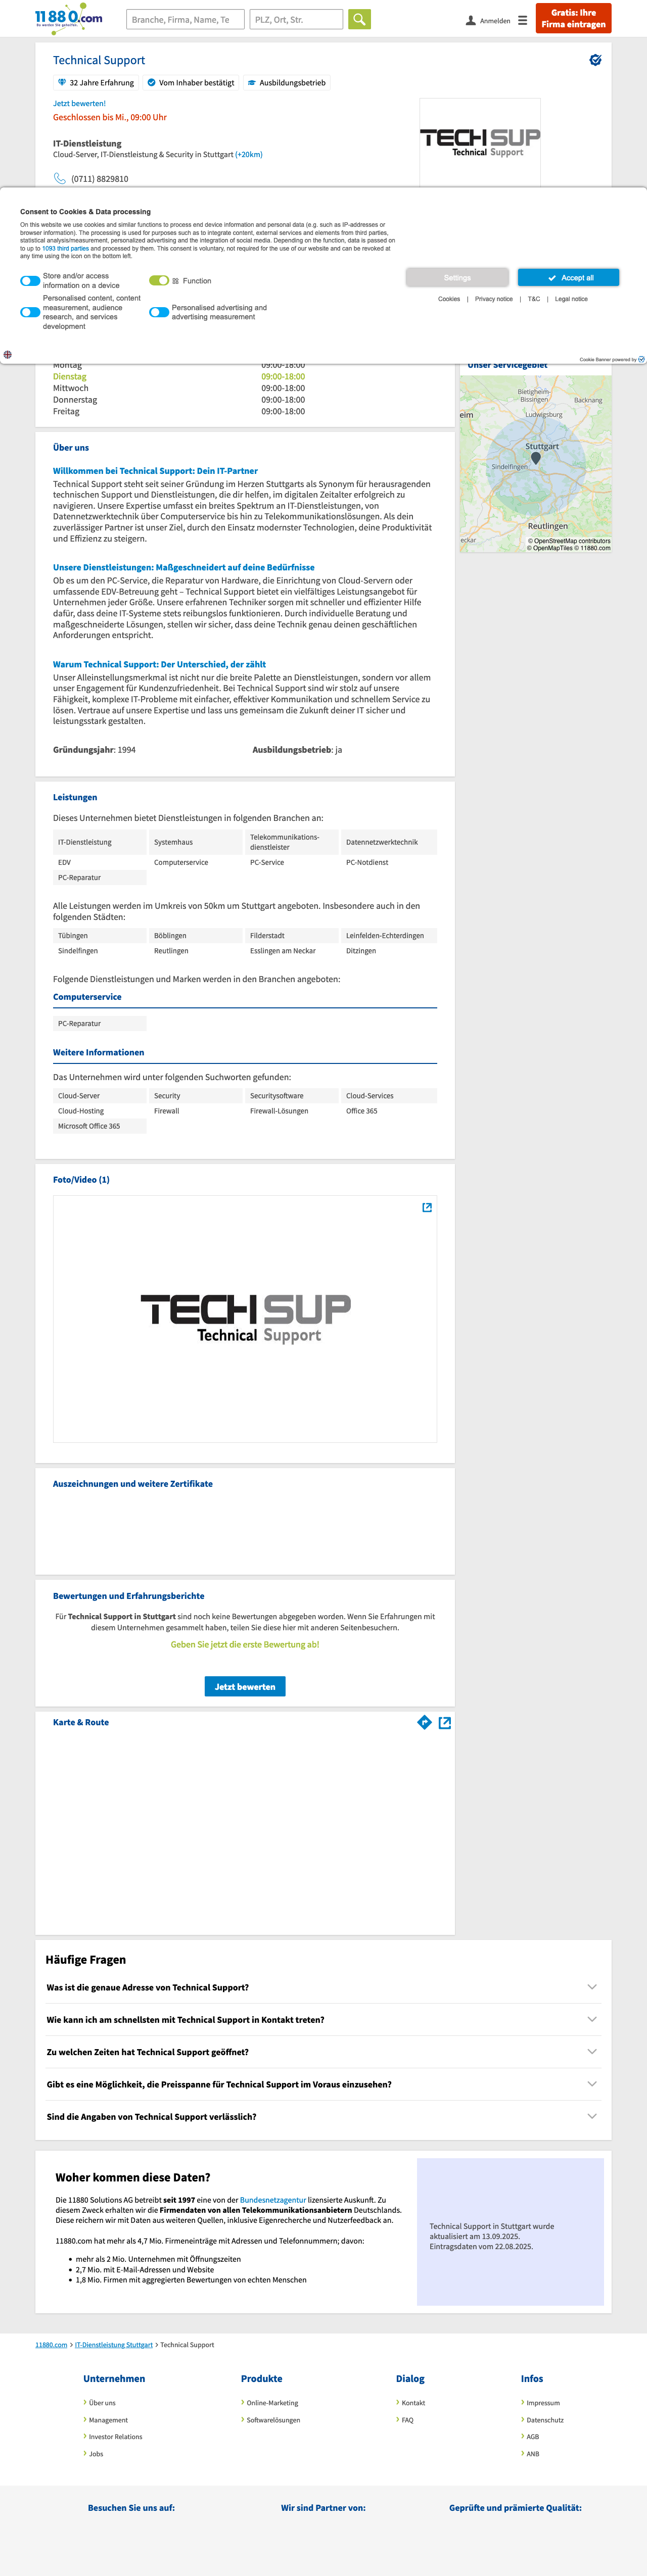 11880.com
Da werden Sie geholfen.
Branche, Firma, Name, Te
PLZ, Ort, Str.
Anmelden
Gratis: Ihre
Firma eintragen
Technical Support
32 Jahre Erfahrung
Vom Inhaber bestätigt
Ausbildungsbetrieb
Jetzt bewerten!
Geschlossen bis Mi., 09:00 Uhr
IT-Dienstleistung
Cloud-Server, IT-Dienstleistung & Security in Stuttgart (+20km)
(0711) 8829810
TECH SUP
Technical Support
Consent to Cookies & Data processing
On this website we use cookies and similar functions to process end device information and personal data (e.g. such as IP-addresses or
browser information). The processing is used for purposes such as to integrate content, external services and elements from third parties,
statistical analysis/measurement, personalized advertising and the integration of social media. Depending on the function, data is passed on
to up to 1093 third parties and processed by them. This consent is voluntary, not required for the use of our website and can be revoked at
any time using the icon on the bottom left.
Store and/or access
information on a device
Function
Personalised content, content
measurement, audience
research, and services
development
Personalised advertising and
advertising measurement
Settings
Accept all
Cookies | Privacy notice | T&C | Legal notice
Cookie Banner powered by
Montag 09:00-18:00
Dienstag 09:00-18:00
Mittwoch 09:00-18:00
Donnerstag 09:00-18:00
Freitag 09:00-18:00
Unser Servicegebiet
Bietigheim-
Bissingen
Backnang
eim
Ludwigsburg
Stuttgart
Sindelfingen
Reutlingen
eckar
© OpenStreetMap contributors
© OpenMapTiles © 11880.com
Über uns
Willkommen bei Technical Support: Dein IT-Partner
Technical Support steht seit seiner Gründung im Herzen Stuttgarts als Synonym für herausragenden
technischen Support und Dienstleistungen, die dir helfen, im digitalen Zeitalter erfolgreich zu
navigieren. Unsere Expertise umfasst ein breites Spektrum an IT-Dienstleistungen, von
Datennetzwerktechnik über Computerservice bis hin zu Telekommunikationslösungen. Als dein
zuverlässiger Partner ist unser Ziel, durch den Einsatz modernster Technologien, deine Produktivität
und Effizienz zu steigern.
Unsere Dienstleistungen: Maßgeschneidert auf deine Bedürfnisse
Ob es um den PC-Service, die Reparatur von Hardware, die Einrichtung von Cloud-Servern oder
umfassende EDV-Betreuung geht – Technical Support bietet ein vielfältiges Leistungsangebot für
Unternehmen jeder Größe. Unsere erfahrenen Techniker sorgen mit schneller und effizienter Hilfe
dafür, dass deine IT-Systeme stets reibungslos funktionieren. Durch individuelle Beratung und
maßgeschneiderte Lösungen, stellen wir sicher, dass deine Technik genau deinen geschäftlichen
Anforderungen entspricht.
Warum Technical Support: Der Unterschied, der zählt
Unser Alleinstellungsmerkmal ist nicht nur die breite Palette an Dienstleistungen, sondern vor allem
unser Engagement für Kundenzufriedenheit. Bei Technical Support sind wir stolz auf unsere
Fähigkeit, komplexe IT-Probleme mit einfacher, effektiver Kommunikation und schnellem Service zu
lösen. Vertraue auf unsere Expertise und lass uns gemeinsam die Zukunft deiner IT sicher und
leistungsstark gestalten.
Gründungsjahr: 1994
Ausbildungsbetrieb: ja
Leistungen
Dieses Unternehmen bietet Dienstleistungen in folgenden Branchen an:
IT-Dienstleistung
Systemhaus
Telekommunikations-
dienstleister
Datennetzwerktechnik
EDV
Computerservice
PC-Service
PC-Notdienst
PC-Reparatur
Alle Leistungen werden im Umkreis von 50km um Stuttgart angeboten. Insbesondere auch in den
folgenden Städten:
Tübingen
Böblingen
Filderstadt
Leinfelden-Echterdingen
Sindelfingen
Reutlingen
Esslingen am Neckar
Ditzingen
Folgende Dienstleistungen und Marken werden in den Branchen angeboten:
Computerservice
PC-Reparatur
Weitere Informationen
Das Unternehmen wird unter folgenden Suchworten gefunden:
Cloud-Server
Security
Securitysoftware
Cloud-Services
Cloud-Hosting
Firewall
Firewall-Lösungen
Office 365
Microsoft Office 365
Foto/Video (1)
TECH SUP
Technical Support
Auszeichnungen und weitere Zertifikate
Bewertungen und Erfahrungsberichte
Für Technical Support in Stuttgart sind noch keine Bewertungen abgegeben worden. Wenn Sie Erfahrungen mit
diesem Unternehmen gesammelt haben, teilen Sie diese hier mit anderen Seitenbesuchern.
Geben Sie jetzt die erste Bewertung ab!
Jetzt bewerten
Karte & Route
Häufige Fragen
Was ist die genaue Adresse von Technical Support?
Wie kann ich am schnellsten mit Technical Support in Kontakt treten?
Zu welchen Zeiten hat Technical Support geöffnet?
Gibt es eine Möglichkeit, die Preisspanne für Technical Support im Voraus einzusehen?
Sind die Angaben von Technical Support verlässlich?
Woher kommen diese Daten?
Die 11880 Solutions AG betreibt seit 1997 eine von der Bundesnetzagentur lizensierte Auskunft. Zu
diesem Zweck erhalten wir die Firmendaten von allen Telekommunikationsanbietern Deutschlands.
Diese reichern wir mit Daten aus weiteren Quellen, inklusive Eigenrecherche und Nutzerfeedback an.
11880.com hat mehr als 4,7 Mio. Firmeneinträge mit Adressen und Telefonnummern; davon:
• mehr als 2 Mio. Unternehmen mit Öffnungszeiten
• 2,7 Mio. mit E-Mail-Adressen und Website
• 1,8 Mio. Firmen mit aggregierten Bewertungen von echten Menschen
Technical Support in Stuttgart wurde
aktualisiert am 13.09.2025.
Eintragsdaten vom 22.08.2025.
11880.com > IT-Dienstleistung Stuttgart > Technical Support
Unternehmen
Über uns
Management
Investor Relations
Jobs
Produkte
Online-Marketing
Softwarelösungen
Dialog
Kontakt
FAQ
Infos
Impressum
Datenschutz
AGB
ANB
Besuchen Sie uns auf:
Wir sind Partner von:
Geprüfte und prämierte Qualität: